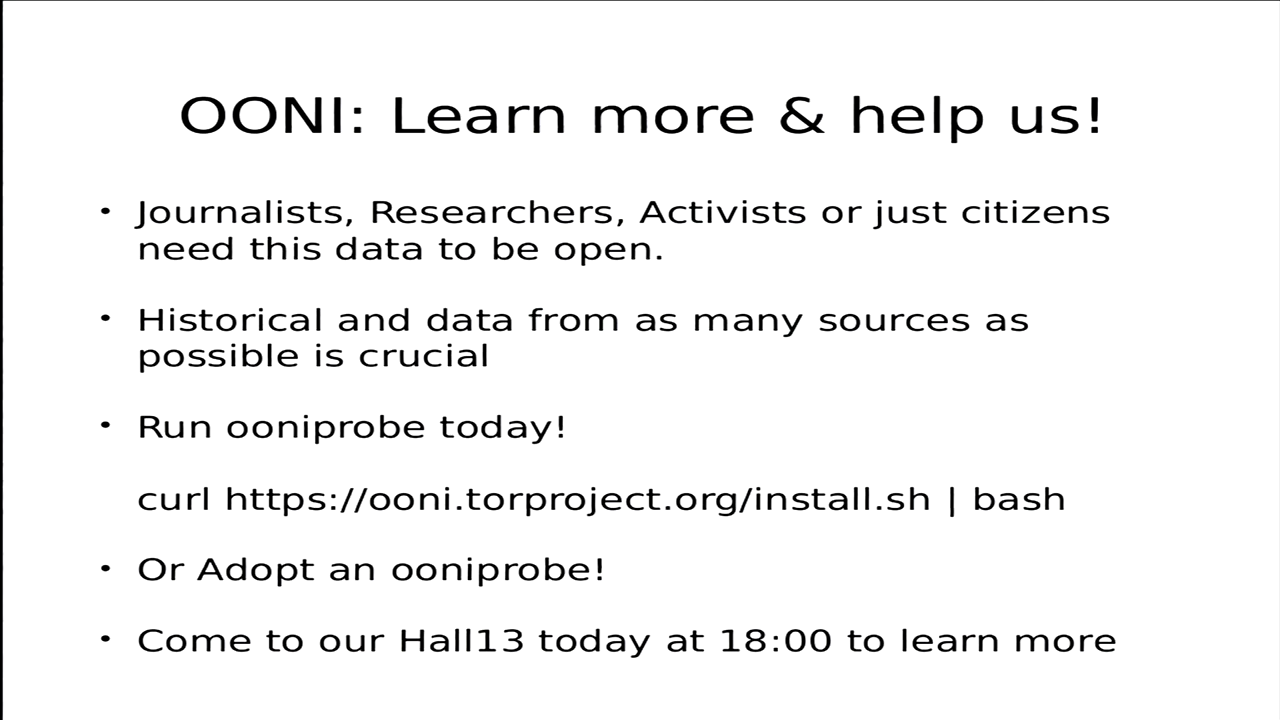 OONI: Learn more & help us!
• Journalists, Researchers, Activists or just citizens
need this data to be open.
• Historical and data from as many sources as
possible is crucial
• Run ooniprobe today!
curl https://ooni.torproject.org/install.sh | bash
• Or Adopt an ooniprobe!
• Come to our Hall13 today at 18:00 to learn more